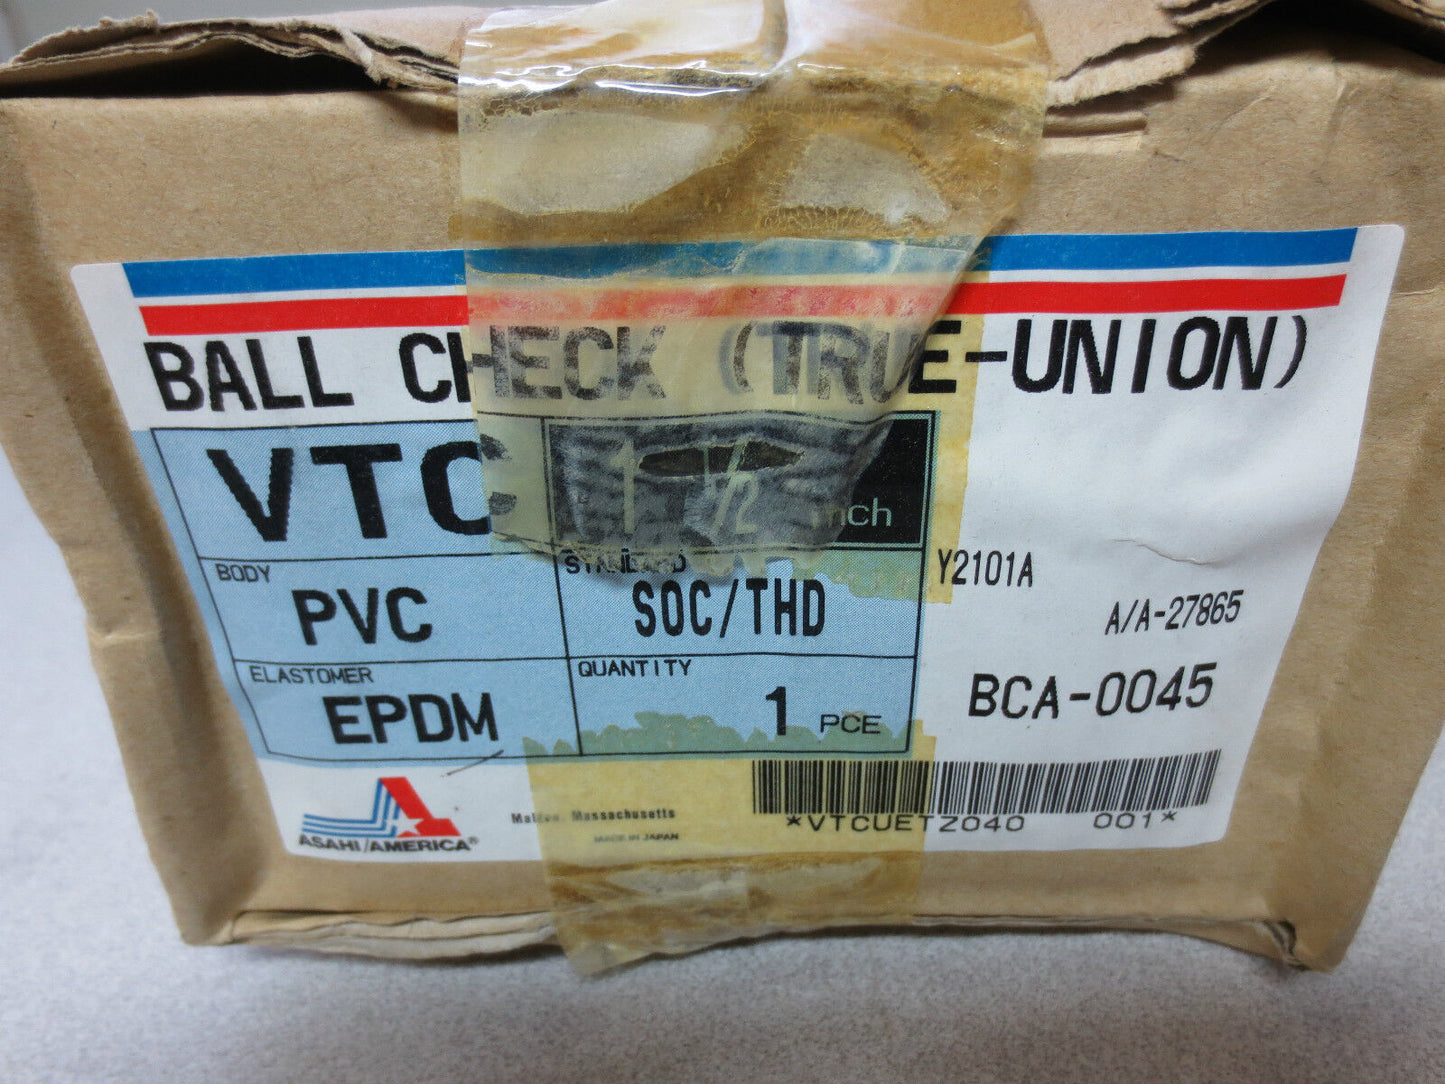 BALL CHECK (TRUE-UNION)
VTC 1 1/2 inch
BODY PVC
STANDARD SOC/THD
ELASTOMER EPDM
QUANTITY 1 PCE
Y2101A
A/A-27865
BCA-0045
ASAHI/AMERICA®
Malden, Massachusetts
MADE IN JAPAN
*VTCUETZ040 001*